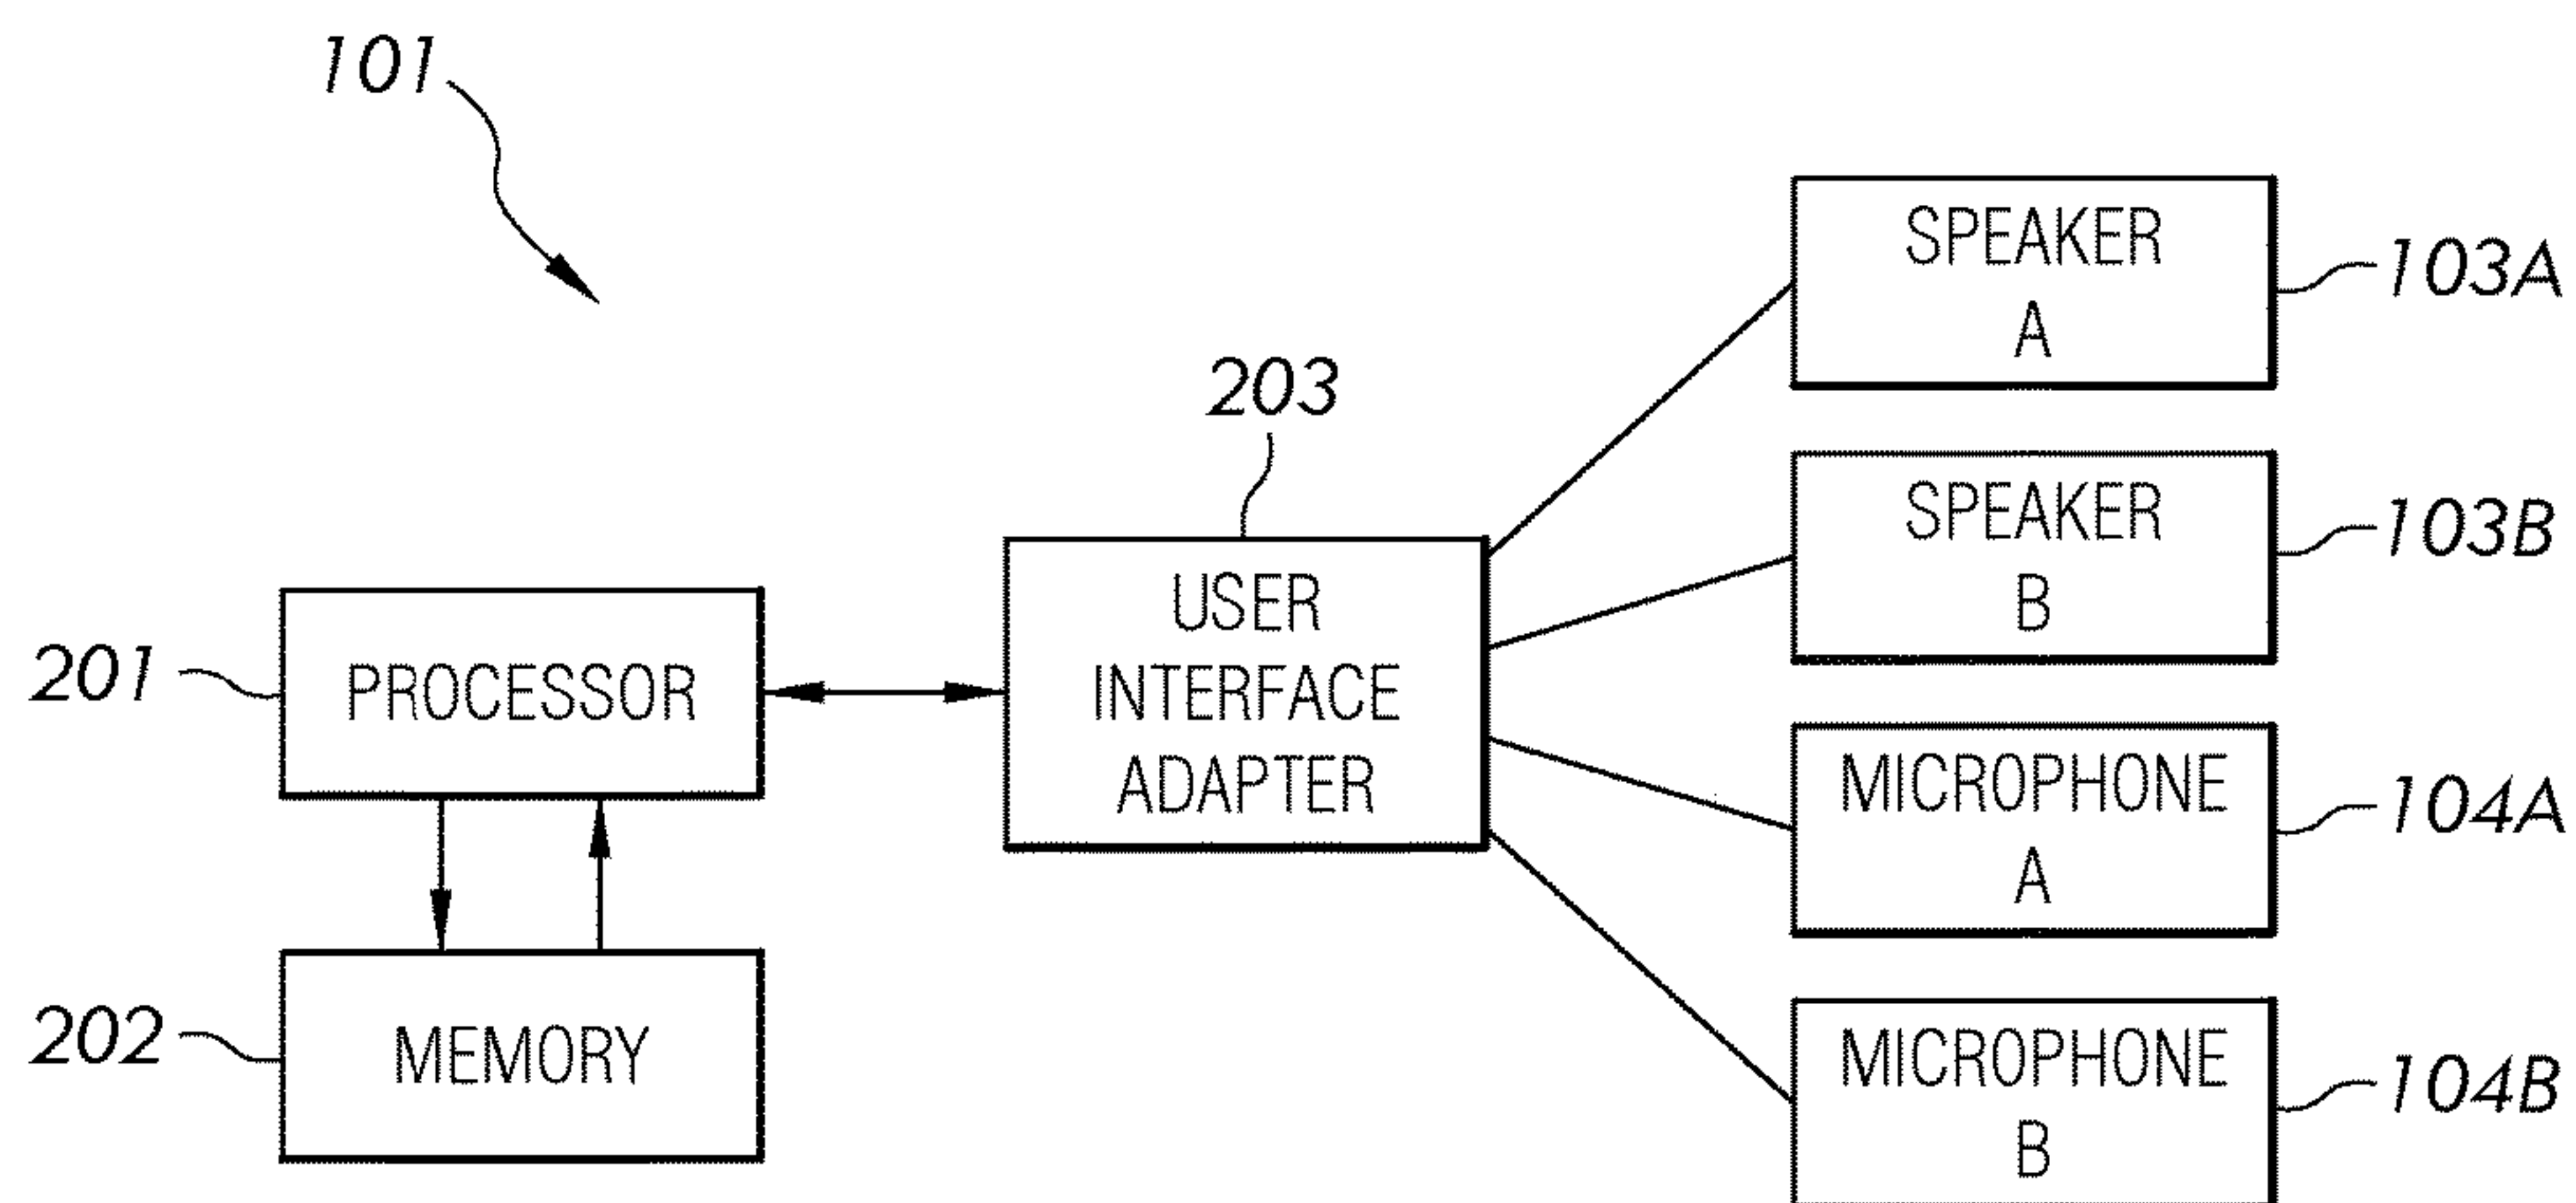 101
SPEAKER
A
103A
203
SPEAKER
B
103B
USER
INTERFACE
ADAPTER
201
PROCESSOR
MICROPHONE
A
104A
202
MEMORY
MICROPHONE
B
104B